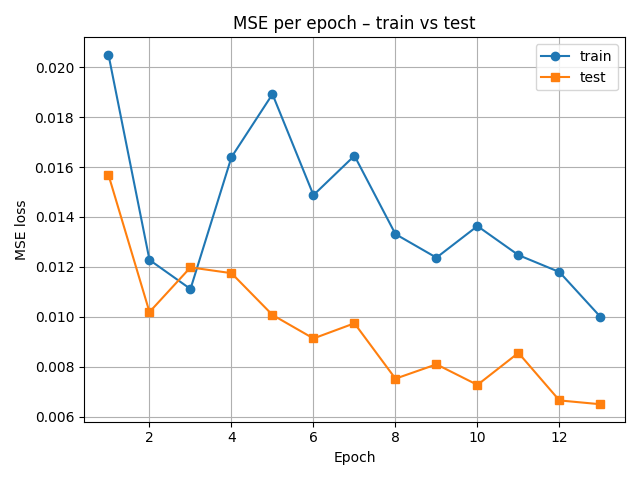 MSE per epoch – train vs test
train
test
0.020
0.018
0.016
0.014
0.012
0.010
0.008
0.006
MSE loss
2 4 6 8 10 12
Epoch